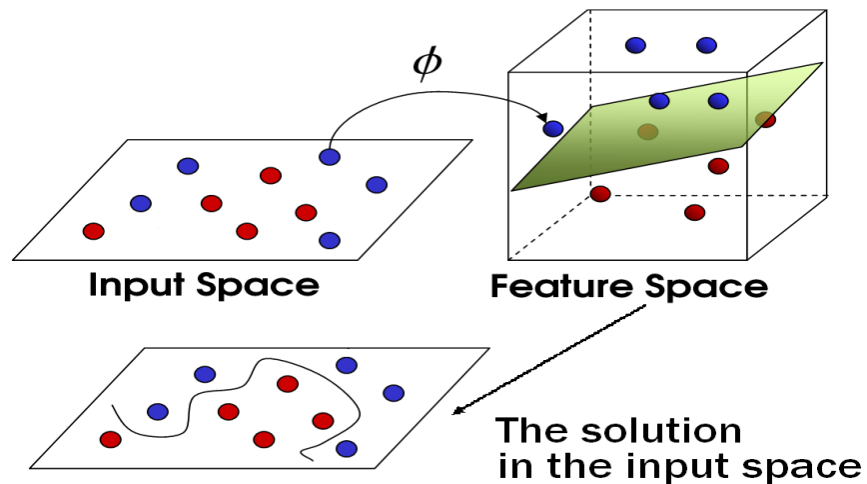 ϕ
Input Space
Feature Space
The solution
in the input space